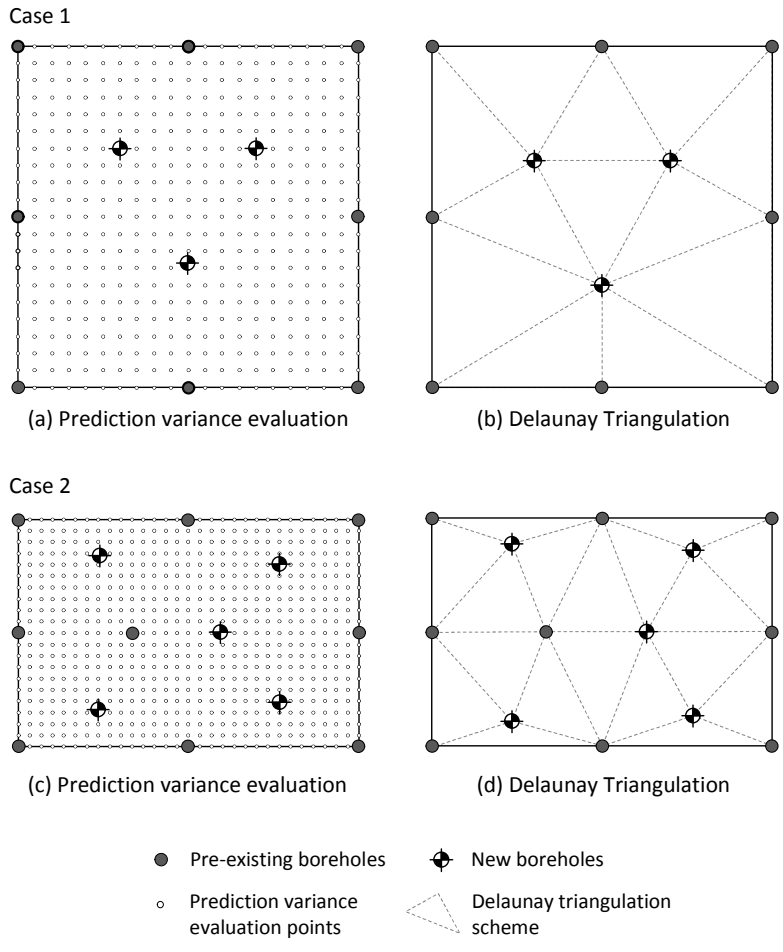 Case 1
(a) Prediction variance evaluation
(b) Delaunay Triangulation
Case 2
(c) Prediction variance evaluation
(d) Delaunay Triangulation
Pre-existing boreholes
New boreholes
Prediction variance
evaluation points
Delaunay triangulation
scheme